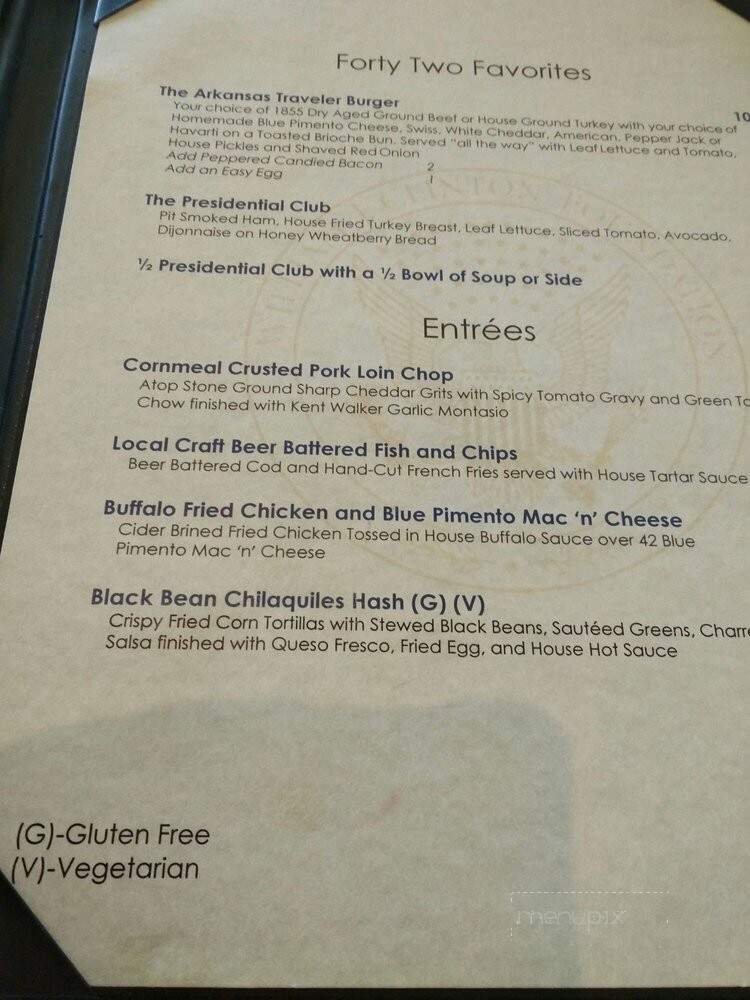 Forty Two Favorites
The Arkansas Traveler Burger 10
Your choice of 1855 Dry Aged Ground Beef or House Ground Turkey with your choice of
Homemade Blue Pimento Cheese, Swiss, White Cheddar, American, Pepper Jack or
Havarti on a Toasted Brioche Bun. Served "all the way" with Leaf Lettuce and Tomato,
House Pickles and Shaved Red Onion
Add Peppered Candied Bacon 2
Add an Easy Egg 1
The Presidential Club
Pit Smoked Ham, House Fried Turkey Breast, Leaf Lettuce, Sliced Tomato, Avocado,
Dijonnaise on Honey Wheatberry Bread
½ Presidential Club with a ½ Bowl of Soup or Side
Entrées
Cornmeal Crusted Pork Loin Chop
Atop Stone Ground Sharp Cheddar Grits with Spicy Tomato Gravy and Green To
Chow finished with Kent Walker Garlic Montasio
Local Craft Beer Battered Fish and Chips
Beer Battered Cod and Hand-Cut French Fries served with House Tartar Sauce
Buffalo Fried Chicken and Blue Pimento Mac 'n' Cheese
Cider Brined Fried Chicken Tossed in House Buffalo Sauce over 42 Blue
Pimento Mac 'n' Cheese
Black Bean Chilaquiles Hash (G) (V)
Crispy Fried Corn Tortillas with Stewed Black Beans, Sautéed Greens, Charre
Salsa finished with Queso Fresco, Fried Egg, and House Hot Sauce
(G)-Gluten Free
(V)-Vegetarian
menupix